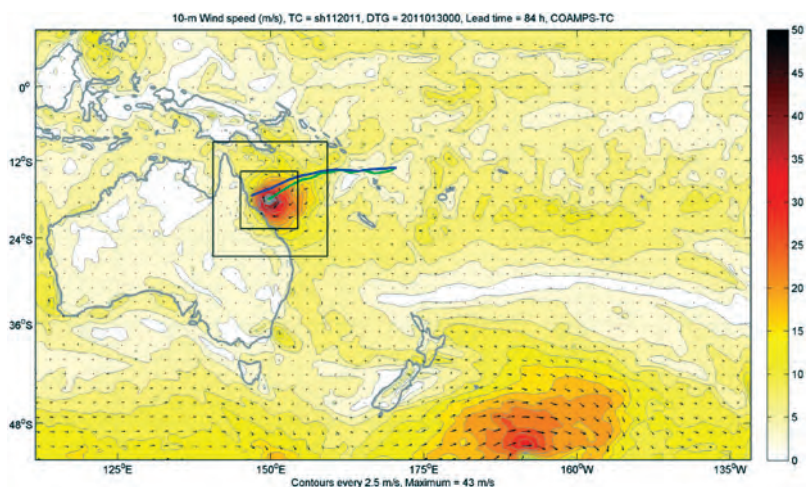 10-m Wind speed (m/s), TC = sh112011, DTG = 2011013000, Lead time = 84 h, COAMPS-TC
50
45
40
35
30
25
20
15
10
5
0
0°
12°S
24°S
36°S
48°S
125°E
150°E
175°E
160°W
135°W
Contours every 2.5 m/s, Maximum = 43 m/s